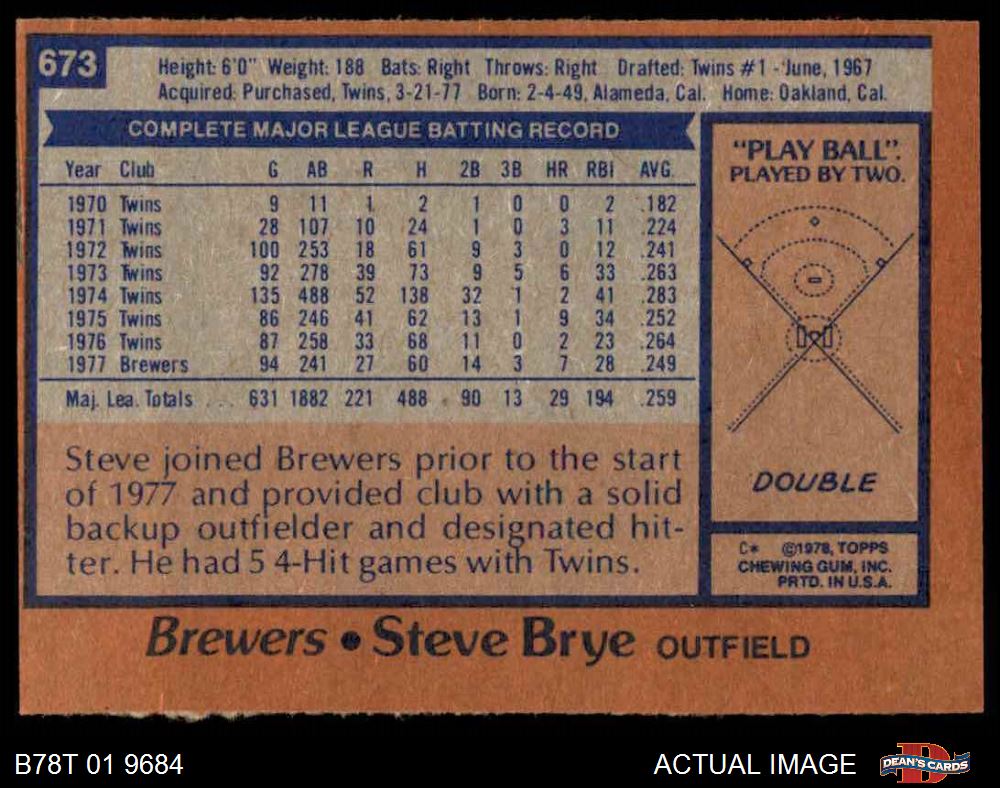 673
Height: 6'0" Weight: 188 Bats: Right Throws: Right Drafted: Twins #1 - June, 1967
Acquired: Purchased, Twins, 3-21-77 Born: 2-4-49, Alameda, Cal. Home: Oakland, Cal.
COMPLETE MAJOR LEAGUE BATTING RECORD
Year Club G AB R H 2B 3B HR RBI AVG.
1970 Twins 9 11 1 2 1 0 0 2 .182
1971 Twins 28 107 10 24 1 0 3 11 .224
1972 Twins 100 253 18 61 9 3 0 12 .241
1973 Twins 92 278 39 73 9 5 6 33 .263
1974 Twins 135 488 52 138 32 1 2 41 .283
1975 Twins 86 246 41 62 13 1 9 34 .252
1976 Twins 87 258 33 68 11 0 2 23 .264
1977 Brewers 94 241 27 60 14 3 7 28 .249
Maj. Lea. Totals ... 631 1882 221 488 90 13 29 194 .259
Steve joined Brewers prior to the start
of 1977 and provided club with a solid
backup outfielder and designated hit-
ter. He had 5 4-Hit games with Twins.
"PLAY BALL".
PLAYED BY TWO.
DOUBLE
C* ©1978, TOPPS
CHEWING GUM, INC.
PRTD. IN U.S.A.
Brewers • Steve Brye OUTFIELD
B78T 01 9684
ACTUAL IMAGE
D
DEAN'S CARDS